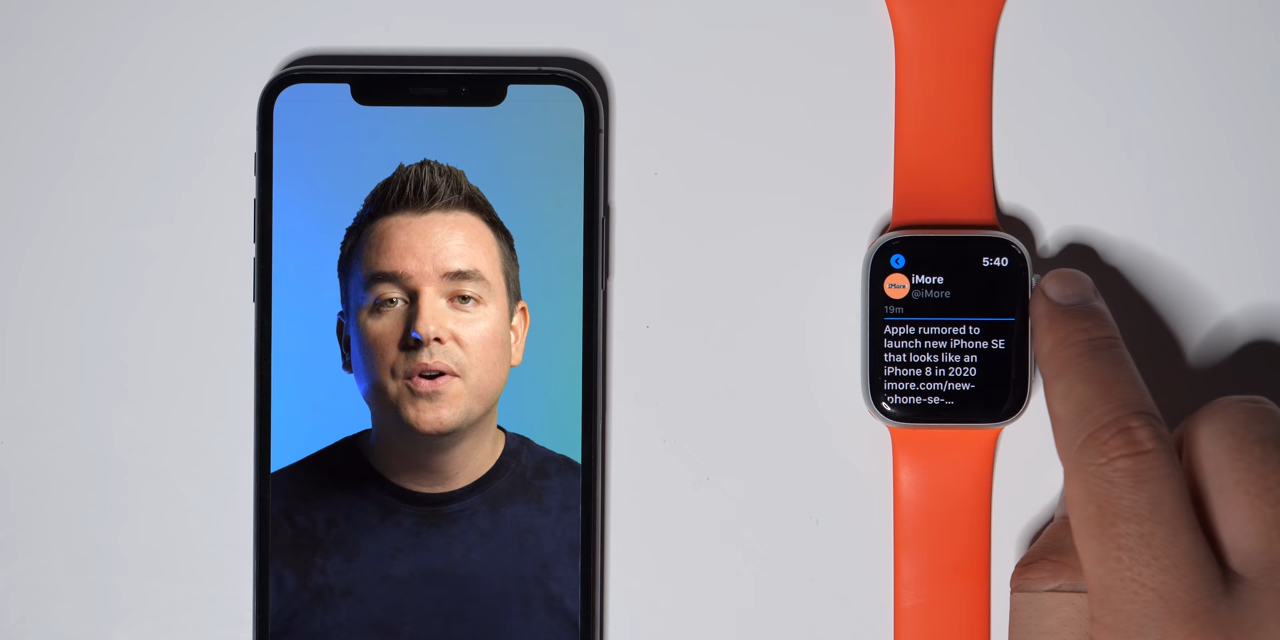 5:40
iMore
iMore
@iMore
19m
Apple rumored to
launch new iPhone SE
that looks like an
iPhone 8 in 2020
imore.com/new-
iphone-se-...